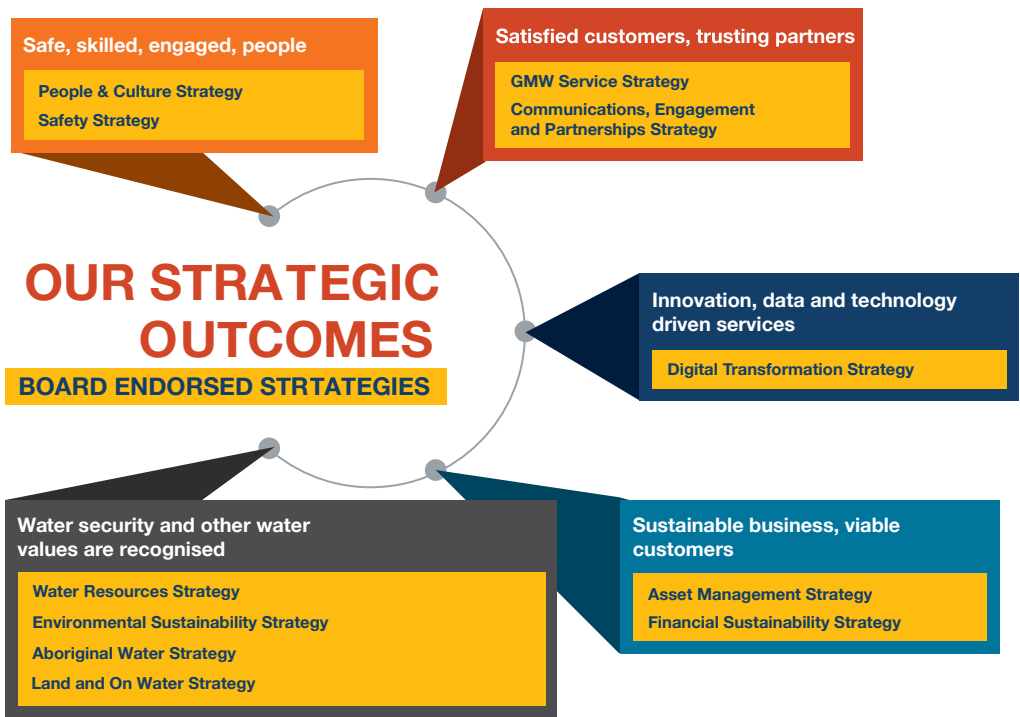 Safe, skilled, engaged, people
People & Culture Strategy
Safety Strategy
Satisfied customers, trusting partners
GMW Service Strategy
Communications, Engagement
and Partnerships Strategy
OUR STRATEGIC
OUTCOMES
BOARD ENDORSED STRTATEGIES
Innovation, data and technology
driven services
Digital Transformation Strategy
Water security and other water
values are recognised
Water Resources Strategy
Environmental Sustainability Strategy
Aboriginal Water Strategy
Land and On Water Strategy
Sustainable business, viable
customers
Asset Management Strategy
Financial Sustainability Strategy